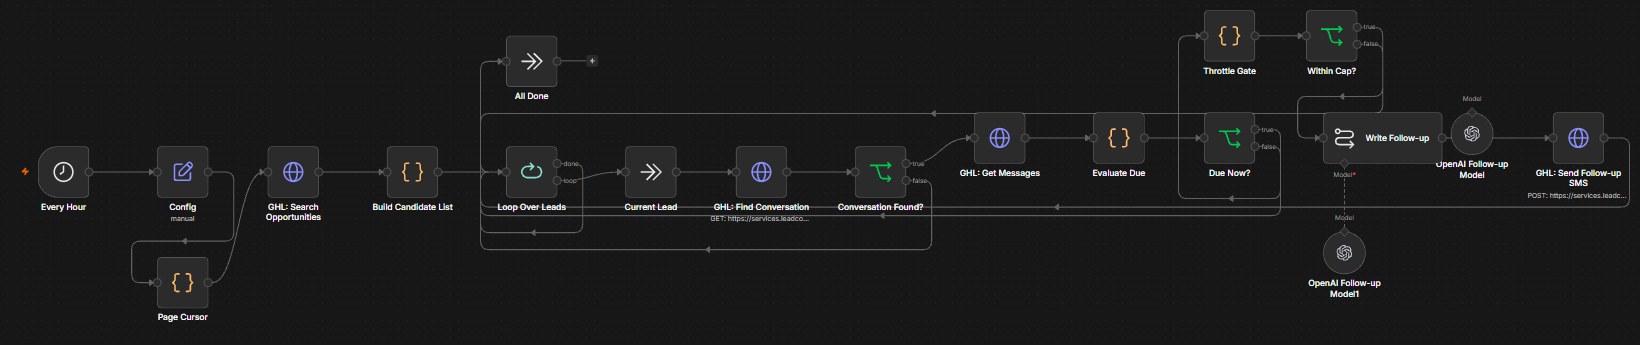 true
false
Throttle Gate
Within Cap?
All Done
Model
true
false
Write Follow-up
OpenAI Follow-up
Model
Every Hour
Config
manual
GHL: Search
Opportunities
Build Candidate List
done
loop
Loop Over Leads
Current Lead
GHL: Find Conversation
GET: https://services.leadco...
true
false
Conversation Found?
GHL: Get Messages
Evaluate Due
Due Now?
Model*
GHL: Send Follow-up
SMS
POST: https://services.leadc...
Page Cursor
Model
OpenAI Follow-up
Model1